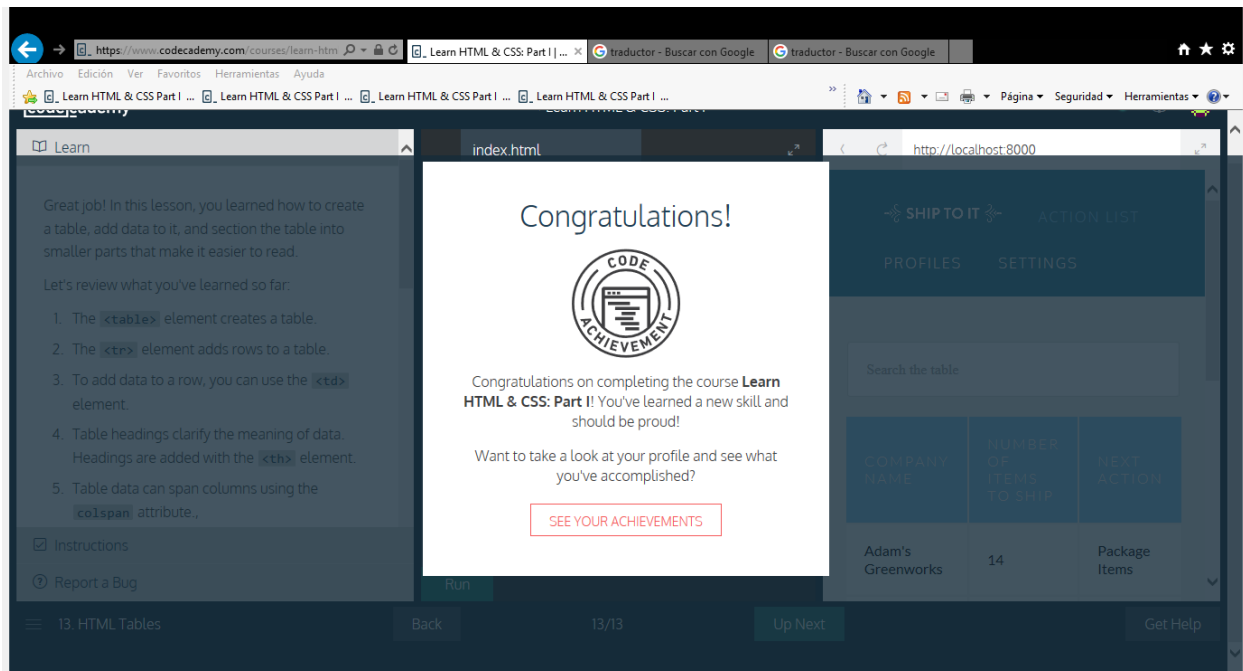 https://www.codecademy.com/courses/learn-htm
Learn HTML & CSS: Part I | ...
traductor - Buscar con Google
traductor - Buscar con Google
Archivo Edición Ver Favoritos Herramientas Ayuda
Learn HTML & CSS Part I ...
Learn HTML & CSS Part I ...
Learn HTML & CSS Part I ...
Learn HTML & CSS Part I ...
Página Seguridad Herramientas
Learn
Great job! In this lesson, you learned how to create
a table, add data to it, and section the table into
smaller parts that make it easier to read.
Let's review what you've learned so far:
1. The <table> element creates a table.
2. The <tr> element adds rows to a table.
3. To add data to a row, you can use the <td>
element.
4. Table headings clarify the meaning of data.
Headings are added with the <th> element.
5. Table data can span columns using the
colspan attribute.,
Instructions
Report a Bug
index.html
Congratulations!
CODE
ACHIEVEMENT
Congratulations on completing the course Learn
HTML & CSS: Part I! You've learned a new skill and
should be proud!
Want to take a look at your profile and see what
you've accomplished?
SEE YOUR ACHIEVEMENTS
Run
http://localhost:8000
SHIP TO IT
ACTION LIST
PROFILES SETTINGS
Search the table
COMPANY
NAME
NUMBER
OF
ITEMS
TO SHIP
NEXT
ACTION
Adam's
Greenworks
14
Package
Items
13. HTML Tables
Back
13/13
Up Next
Get Help